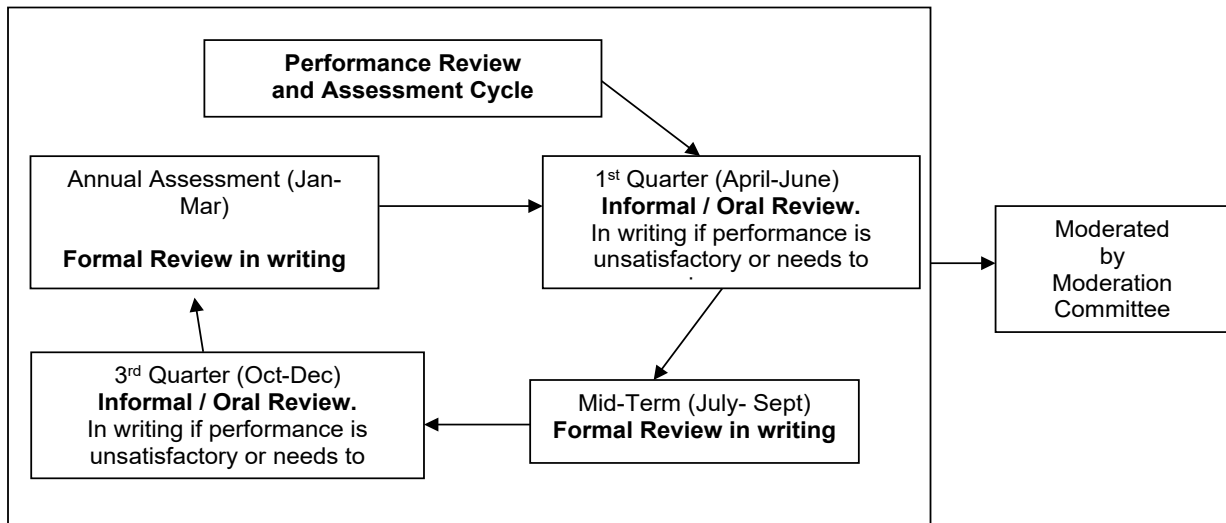 Performance Review
and Assessment Cycle
Annual Assessment (Jan-
Mar)
Formal Review in writing
1st Quarter (April-June)
Informal / Oral Review.
In writing if performance is
unsatisfactory or needs to
Moderated
by
Moderation
Committee
3rd Quarter (Oct-Dec)
Informal / Oral Review.
In writing if performance is
unsatisfactory or needs to
Mid-Term (July- Sept)
Formal Review in writing